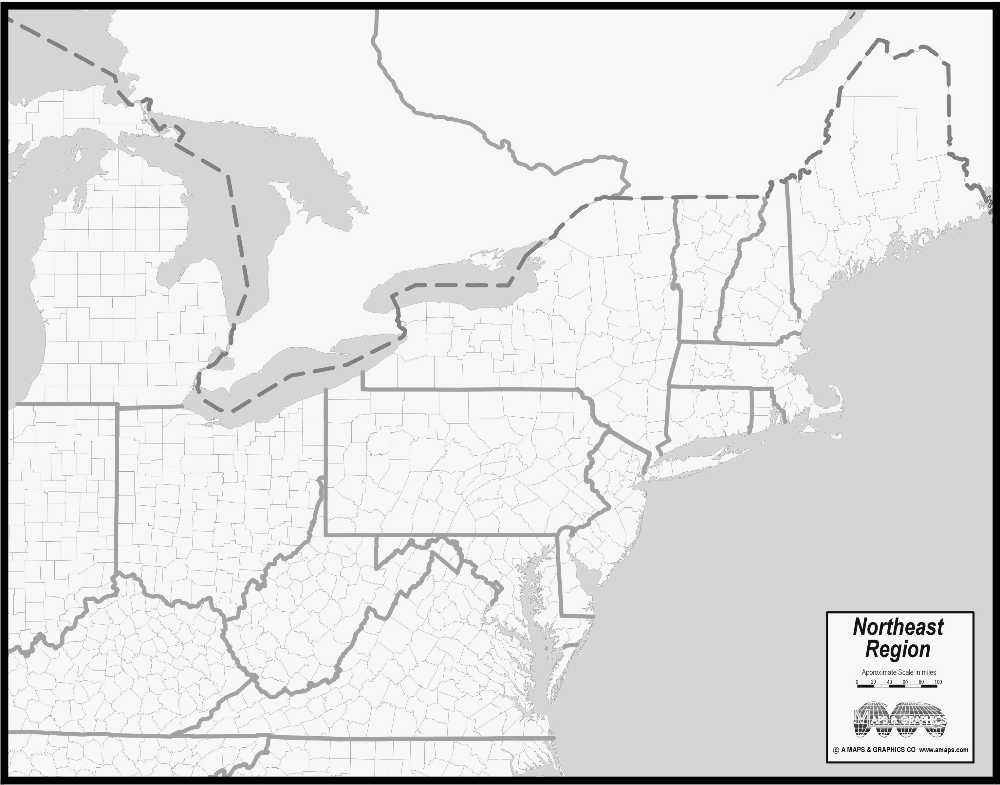 Northeast
Region
Approximate Scale in miles
0 20 40 60 80 100
MAPS & GRAPHICS
© A MAPS & GRAPHICS CO www.amaps.com